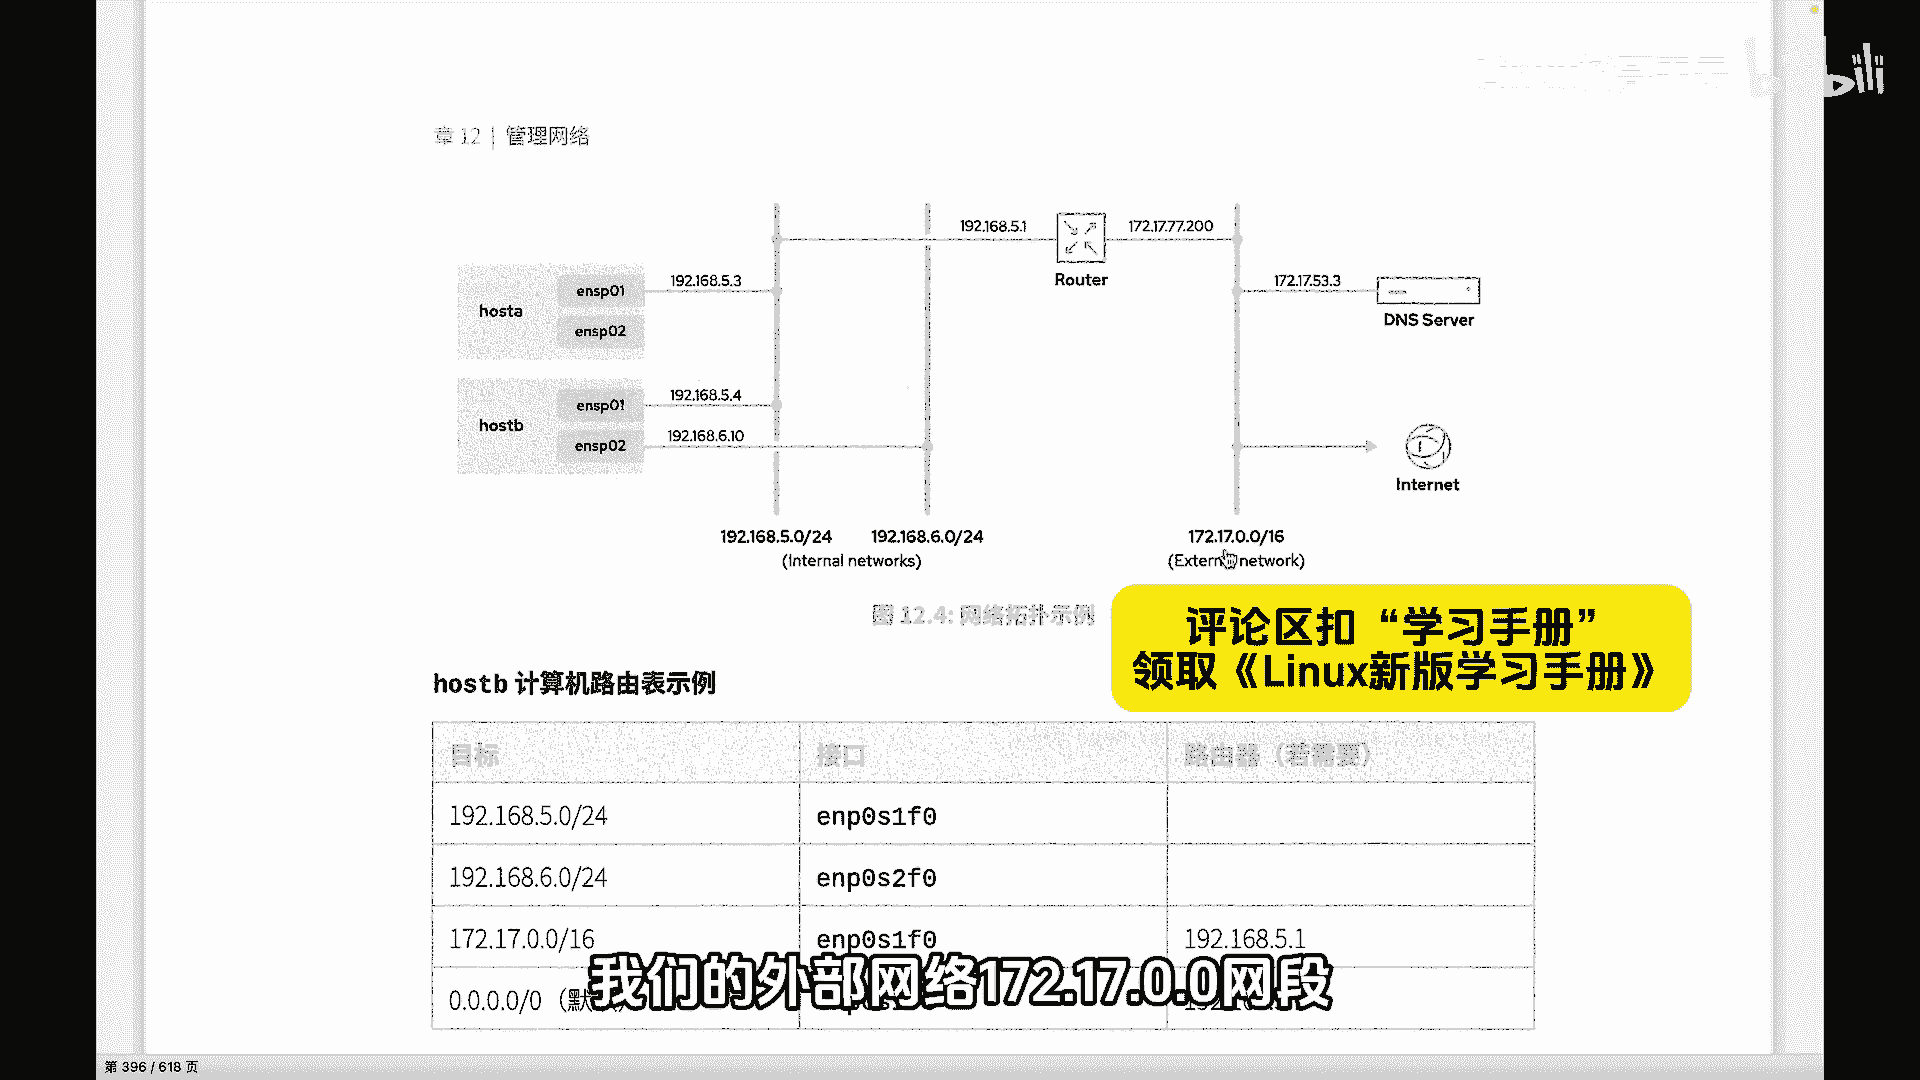 bili
章 12 | 管理网络
192.168.5.1
172.17.77.200
Router
192.168.5.3
172.17.53.3
hosta
ensp01
ensp02
DNS Server
192.168.5.4
hostb
ensp01
192.168.6.10
ensp02
Internet
192.168.5.0/24
192.168.6.0/24
172.17.0.0/16
(Internal networks)
(Extern network)
图 12.4: 网络拓扑示例
评论区扣“学习手册”
领取《Linux新版学习手册》
hostb 计算机路由表示例
目标
接口
路由器（若需要）
192.168.5.0/24
enp0s1f0
192.168.6.0/24
enp0s2f0
172.17.0.0/16
enp0s1f0
192.168.5.1
0.0.0.0/0（默
我们的外部网络172.17.0.0网段
第 396 / 618 页